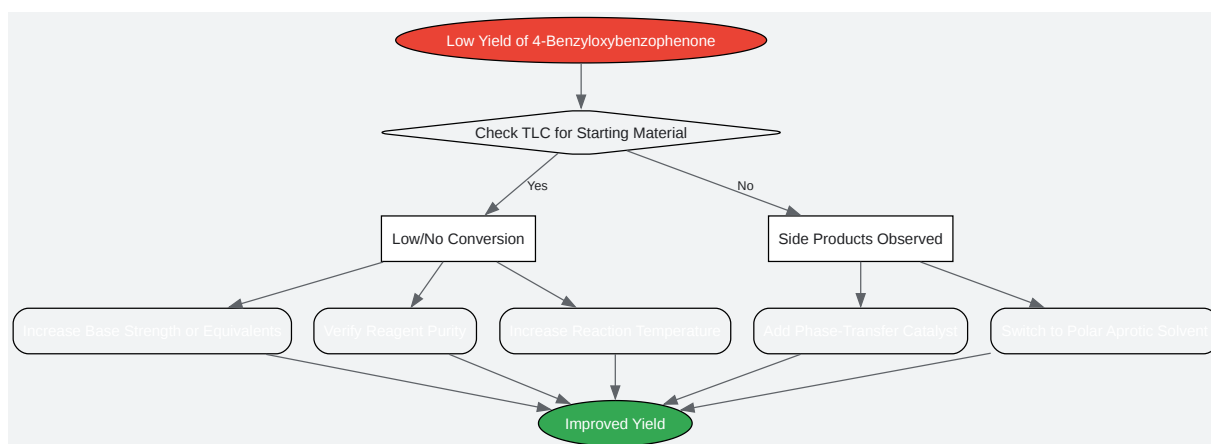 Low Yield of 4-Benzyloxybenzophenone
Check TLC for Starting Material
Yes
No
Low/No Conversion
Side Products Observed
Increase Base Strength or Equivalents
Verify Reagent Purity
Increase Reaction Temperature
Add Phase-Transfer Catalyst
Switch to Polar Aprotic Solvent
Improved Yield